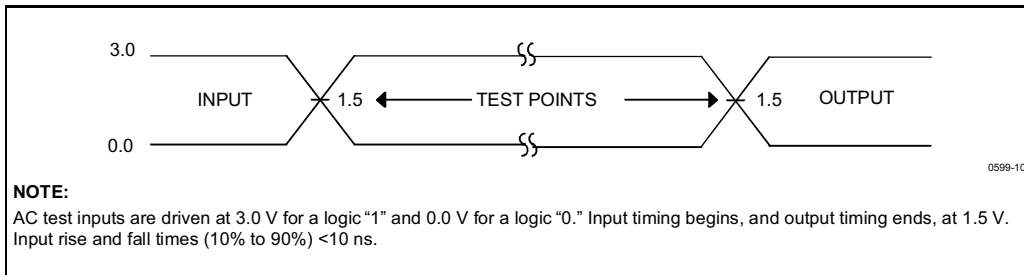 3.0
INPUT 1.5 TEST POINTS 1.5 OUTPUT
0.0
0599-10
NOTE:
AC test inputs are driven at 3.0 V for a logic “1” and 0.0 V for a logic “0.” Input timing begins, and output timing ends, at 1.5 V.
Input rise and fall times (10% to 90%) <10 ns.